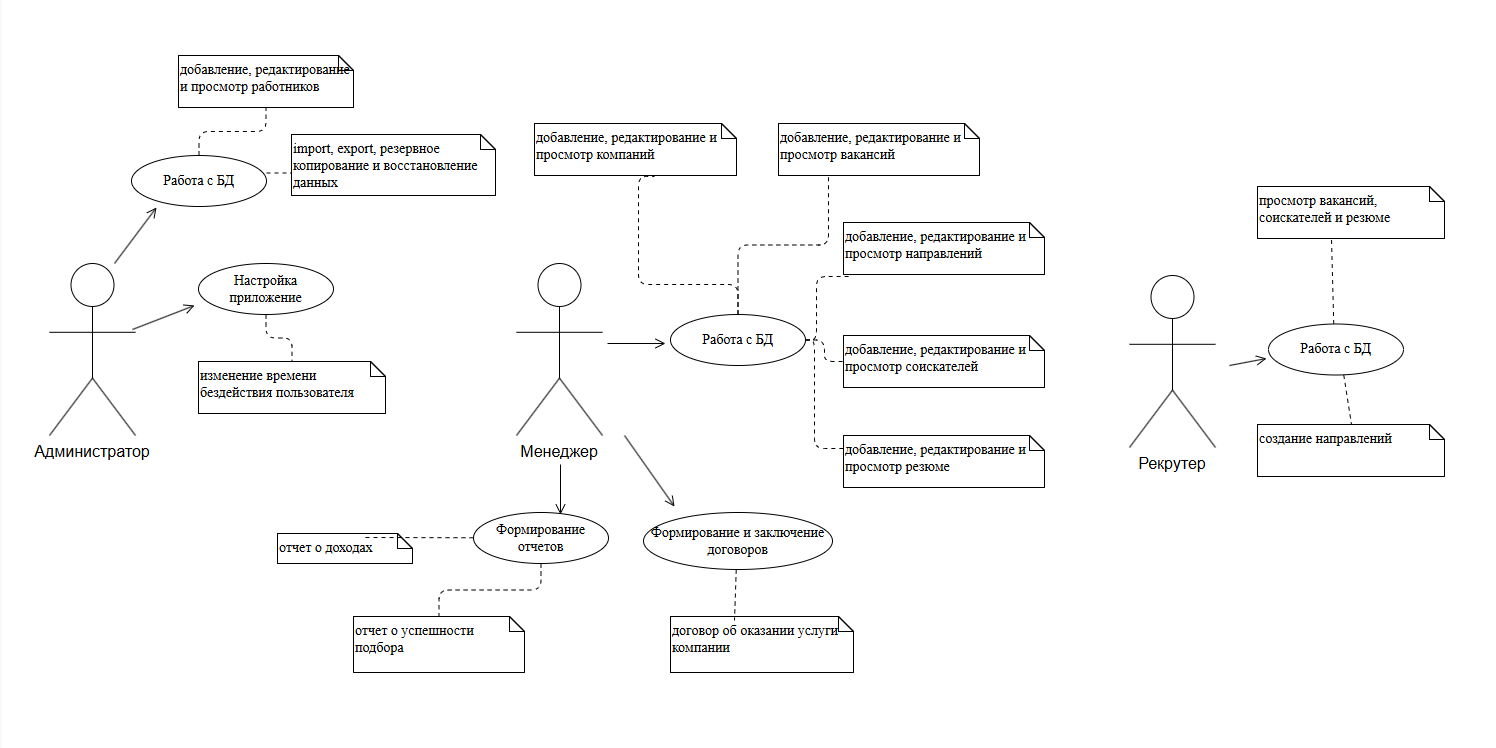 добавление, редактирование
и просмотр работников
import, export, резервное
копирование и восстановление
данных
Работа с БД
Настройка
приложение
изменение времени
бездействия пользователя
Администратор
добавление, редактирование и
просмотр компаний
добавление, редактирование и
просмотр вакансий
добавление, редактирование и
просмотр направлений
Работа с БД
добавление, редактирование и
просмотр соискателей
добавление, редактирование и
просмотр резюме
Менеджер
Формирование
отчетов
отчет о доходах
отчет о успешности
подбора
Формирование и заключение
договоров
договор об оказании услуги
компании
просмотр вакансий,
соискателей и резюме
Работа с БД
создание направлений
Рекрутер